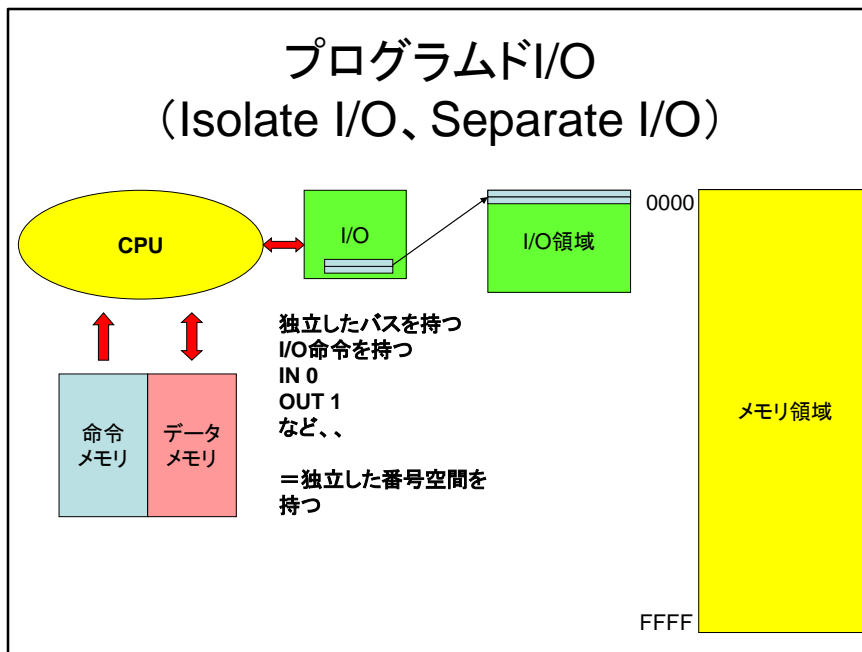 プログラムドI/O
（Isolate I/O、Separate I/O）
CPU
I/O
I/O領域
0000
独立したバスを持つ
I/O命令を持つ
IN 0
OUT 1
など、、
＝独立した番号空間を
持つ
命令
メモリ
データ
メモリ
メモリ領域
FFFF